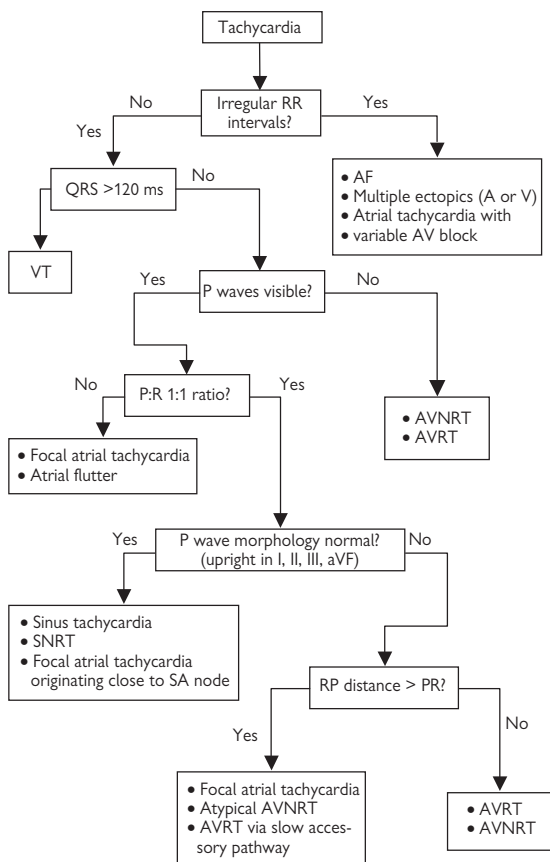 Tachycardia
No
Irregular RR
intervals?
Yes
Yes
QRS >120 ms
No
• AF
• Multiple ectopics (A or V)
• Atrial tachycardia with
• variable AV block
VT
Yes
P waves visible?
No
No
P:R 1:1 ratio?
Yes
• AVNRT
• AVRT
• Focal atrial tachycardia
• Atrial flutter
Yes
P wave morphology normal?
(upright in I, II, III, aVF)
No
• Sinus tachycardia
• SNRT
• Focal atrial tachycardia
originating close to SA node
RP distance > PR?
Yes
No
• Focal atrial tachycardia
• Atypical AVNRT
• AVRT via slow acces-
sory pathway
• AVRT
• AVNRT